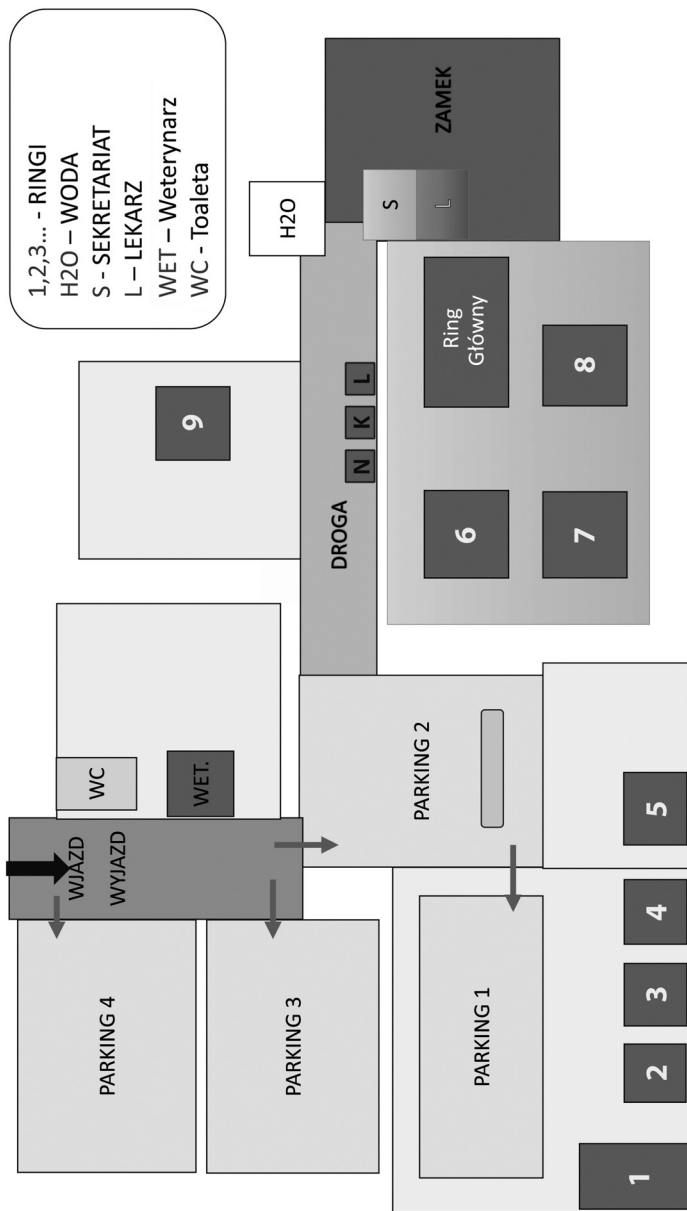 1,2,3... - RINGI
H2O – WODA
S - SEKRETARIAT
L – LEKARZ
WET – Weterynarz
WC - Toaleta
WJAZD
WYJAZD
PARKING 4
PARKING 3
WC
WET.
9
H2O
ZAMEK
S
L
DROGA
N
K
L
PARKING 2
PARKING 1
6
Ring
Główny
7
8
1
2
3
4
5